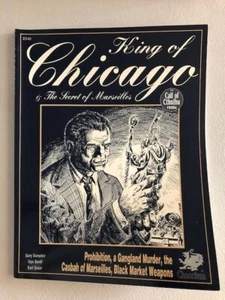 King of
Chicago
& The Secret of Marseilles
Call of
Cthulhu
1920s
Prohibition, a Gangland Murder, the
Casbah of Marseilles, Black Market Weapons